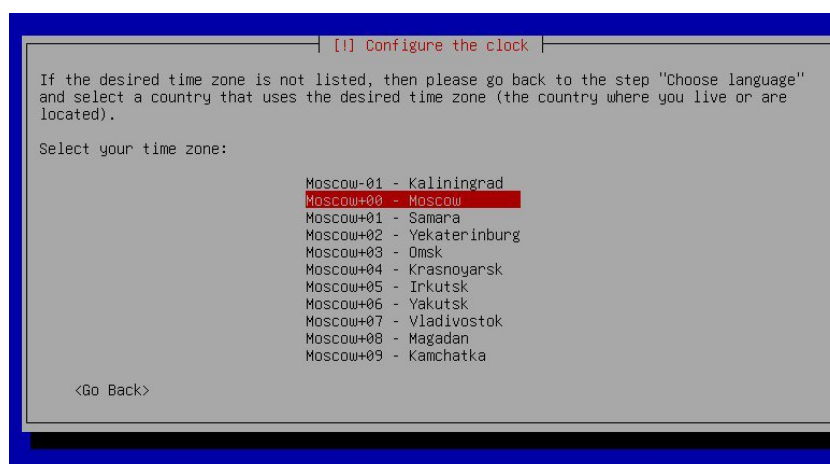 [!] Configure the clock
If the desired time zone is not listed, then please go back to the step "Choose language"
and select a country that uses the desired time zone (the country where you live or are
located).
Select your time zone:
Moscow-01 - Kaliningrad
Moscow+00 - Moscow
Moscow+01 - Samara
Moscow+02 - Yekaterinburg
Moscow+03 - Omsk
Moscow+04 - Krasnoyarsk
Moscow+05 - Irkutsk
Moscow+06 - Yakutsk
Moscow+07 - Vladivostok
Moscow+08 - Magadan
Moscow+09 - Kamchatka
<Go Back>